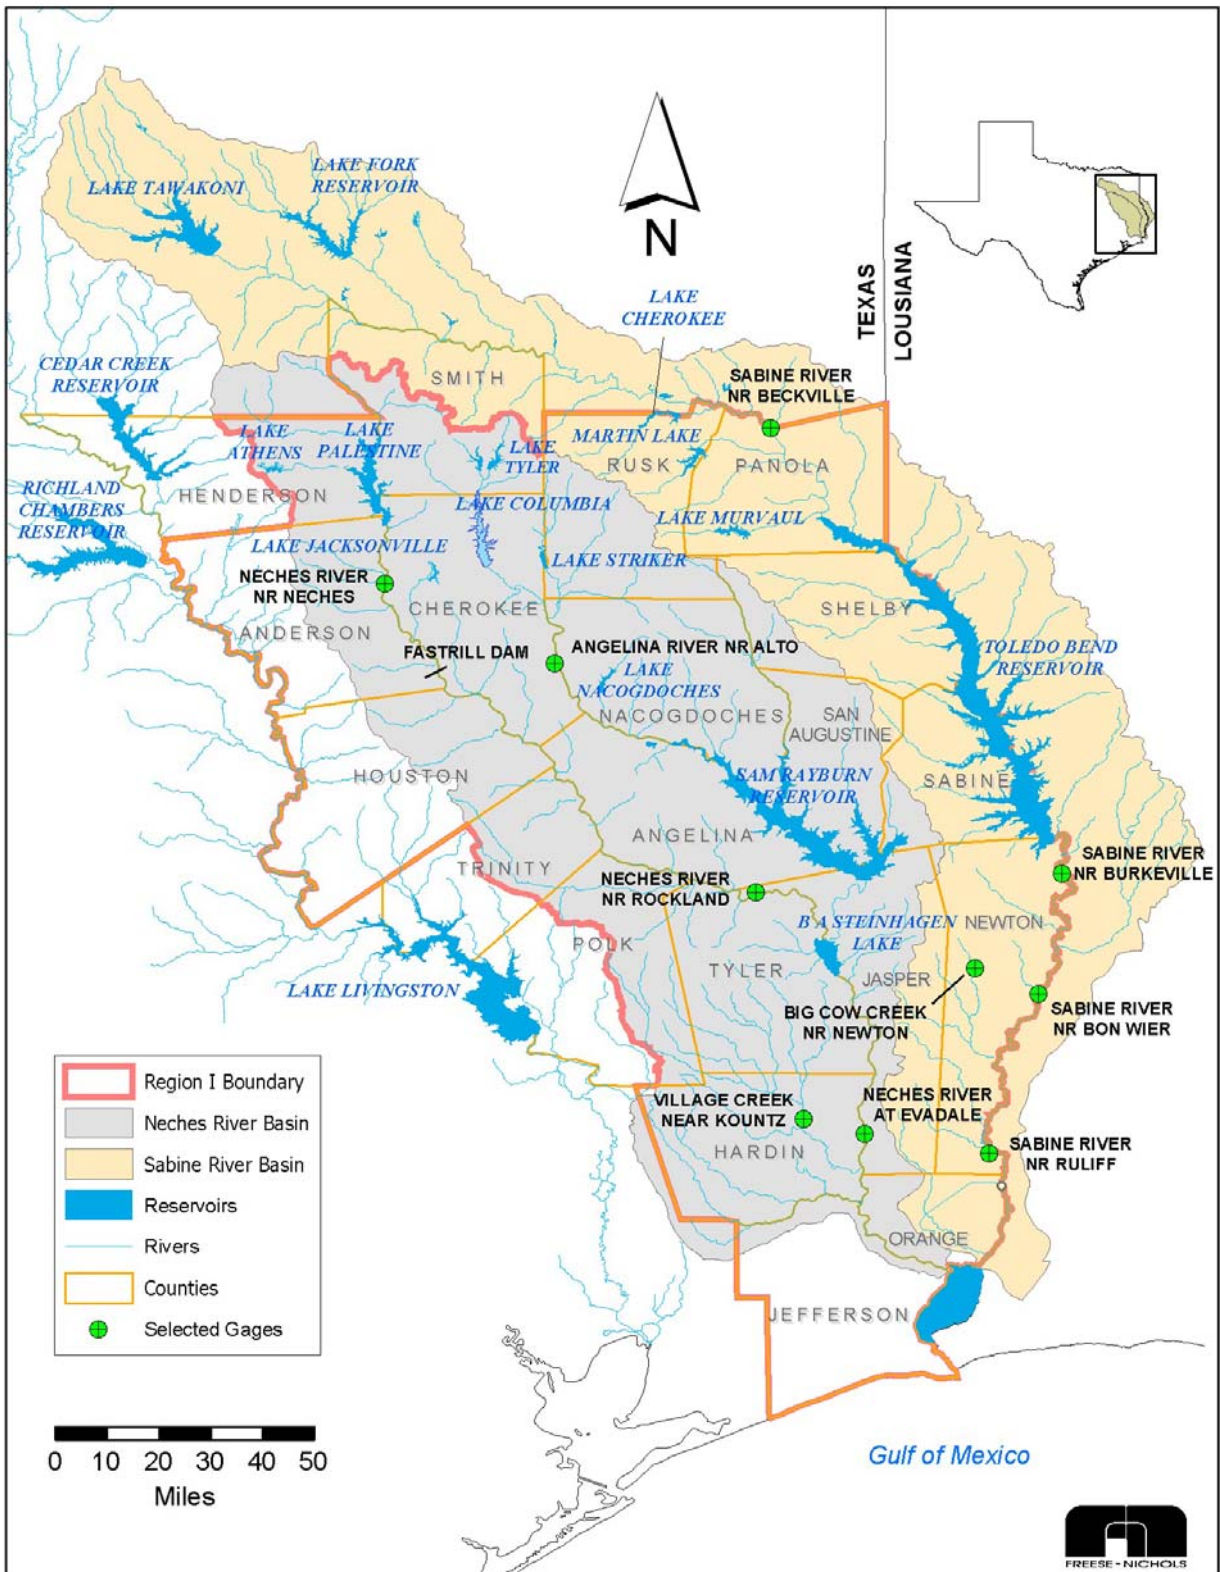 LAKE FORK
RESERVOIR
LAKE TAWAKONI
N
TEXAS
LOUSIANA
LAKE
CHEROKEE
CEDAR CREEK
RESERVOIR
SMITH
SABINE RIVER
NR BECKVILLE
LAKE
ATHENS
LAKE
PALESTINE
LAKE
TYLER
MARTIN LAKE
RUSK
PANOLA
RICHLAND
CHAMBERS
RESERVOIR
HENDERSON
LAKE COLUMBIA
LAKE MURVAUL
LAKE JACKSONVILLE
LAKE STRIKER
NECHES RIVER
NR NECHES
CHEROKEE
SHELBY
ANDERSON
FASTRILL DAM
ANGELINA RIVER NR ALTO
LAKE
NACOGDOCHES
TOLEDO BEND
RESERVOIR
NACOGDOCHES
SAN
AUGUSTINE
HOUSTON
SAM RAYBURN
RESERVOIR
SABINE
ANGELINA
TRINITY
NECHES RIVER
NR ROCKLAND
SABINE RIVER
NR BURKEVILLE
B A STEINHAGEN
LAKE
NEWTON
POLK
TYLER
JASPER
LAKE LIVINGSTON
BIG COW CREEK
NR NEWTON
SABINE RIVER
NR BON WIER
VILLAGE CREEK
NEAR KOUNTZ
NECHES RIVER
AT EVADALE
HARDIN
SABINE RIVER
NR RULIFF
ORANGE
JEFFERSON
Region I Boundary
Neches River Basin
Sabine River Basin
Reservoirs
Rivers
Counties
Selected Gages
0 10 20 30 40 50
Miles
Gulf of Mexico
FREESE-NICHOLS